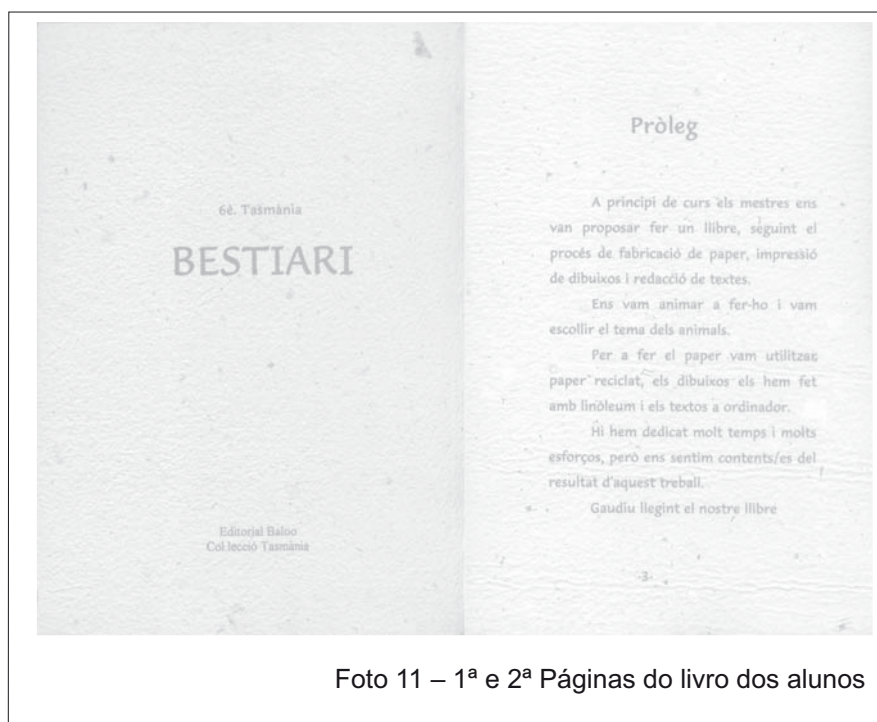 6è. Tasmània
BESTIARI
Editorial Baloo
Col.lecció Tasmània
Pròleg
A principi de curs els mestres ens
van proposar fer un llibre, seguint el
procés de fabricació de paper, impressió
de dibuixos i redacció de textes.
Ens vam animar a fer-ho i vam
escollir el tema dels animals.
Per a fer el paper vam utilitzar
paper reciclat, els dibuixos els hem fet
amb linòleum i els textos a ordinador.
Hi hem dedicat molt temps i molts
esforços, però ens sentim contents/es del
resultat d'aquest treball.
Gaudiu llegint el nostre llibre
-3-
Foto 11 – 1ª e 2ª Páginas do livro dos alunos